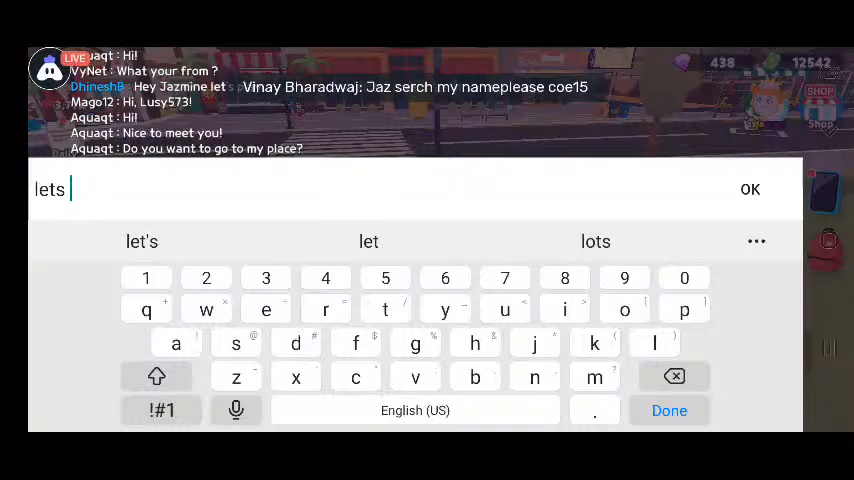 LIVE
Aquaqt : Hi!
VyNet : What your from ?
DhineshB : Hey Jazmine let's
Vinay Bharadwaj: Jaz serch my nameplease coe15
Mago12 : Hi, Lusy573!
Aquaqt : Hi!
Aquaqt : Nice to meet you!
Aquaqt : Do you want to go to my place?
438
12542
SHOP
Shop
lets
OK
let's let lots •••
1 2 3 4 5 6 7 8 9 0
q w e r t y u i o p
a s d f g h j k l
z x c v b n m
!#1 English (US) . Done